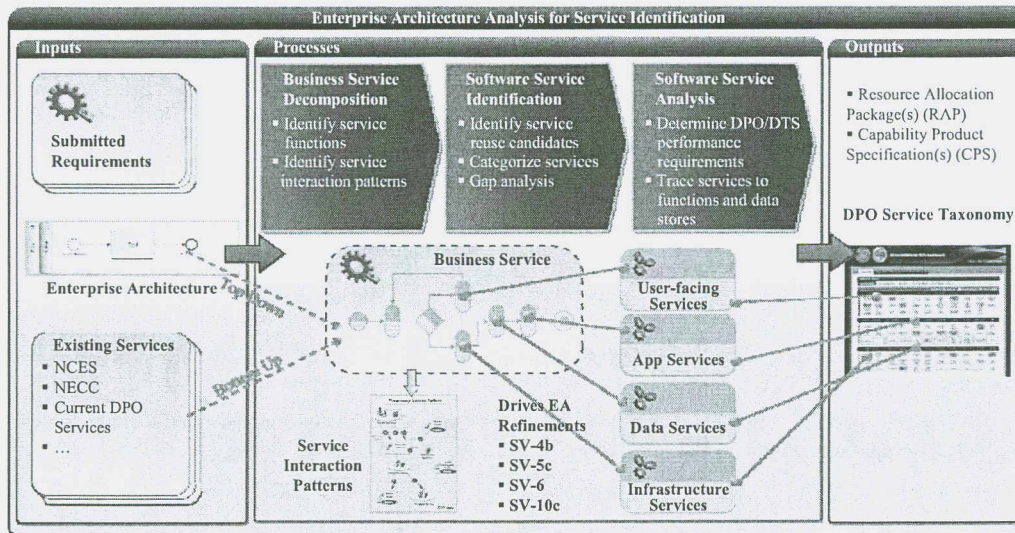 Enterprise Architecture Analysis for Service Identification
Inputs
Submitted
Requirements
Enterprise Architecture
Top Down
Existing Services
▪ NCES
▪ NECC
▪ Current DPO
Services
▪ …
Bottom Up
Processes
Business Service
Decomposition
▪ Identify service
functions
▪ Identify service
interaction patterns
Software Service
Identification
▪ Identify service
reuse candidates
▪ Categorize services
▪ Gap analysis
Software Service
Analysis
▪ Determine DPO/DTS
performance
requirements
▪ Trace services to
functions and data
stores
Business Service
Service
Interaction
Patterns
Drives EA
Refinements
▪ SV-4b
▪ SV-5c
▪ SV-6
▪ SV-10c
User-facing
Services
App Services
Data Services
Infrastructure
Services
Outputs
▪ Resource Allocation
Package(s) (RAP)
▪ Capability Product
Specification(s) (CPS)
DPO Service Taxonomy